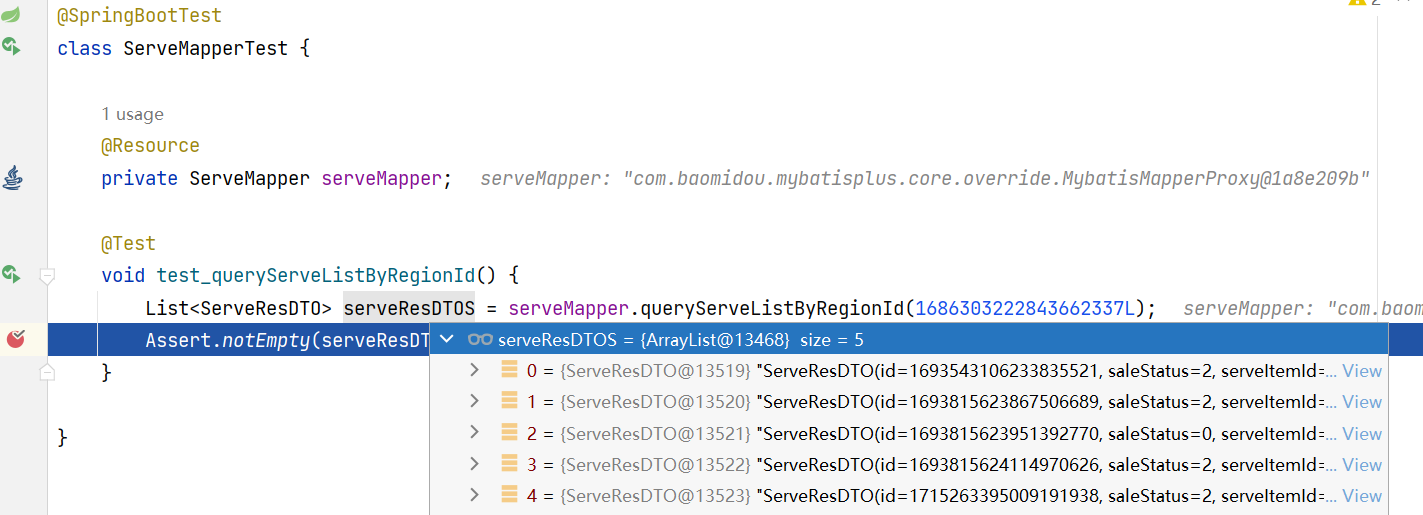 @SpringBootTest
class ServeMapperTest {
1 usage
@Resource
private ServeMapper serveMapper; serveMapper: "com.baomidou.mybatisplus.core.override.MybatisMapperProxy@1a8e209b"
@Test
void test_queryServeListByRegionId() {
List<ServeResDTO> serveResDTOS = serveMapper.queryServeListByRegionId(1686303222843662337L); serveMapper: "com.baom
Assert.notEmpty(serveResDT
serveResDTOS = {ArrayList@13468} size = 5
0 = {ServeResDTO@13519} "ServeResDTO(id=1693543106233835521, saleStatus=2, serveItemId=... View
}
1 = {ServeResDTO@13520} "ServeResDTO(id=1693815623867506689, saleStatus=2, serveItemId=... View
2 = {ServeResDTO@13521} "ServeResDTO(id=1693815623951392770, saleStatus=0, serveItemId=... View
}
3 = {ServeResDTO@13522} "ServeResDTO(id=1693815624114970626, saleStatus=2, serveItemId=... View
4 = {ServeResDTO@13523} "ServeResDTO(id=1715263395009191938, saleStatus=2, serveItemId=... View